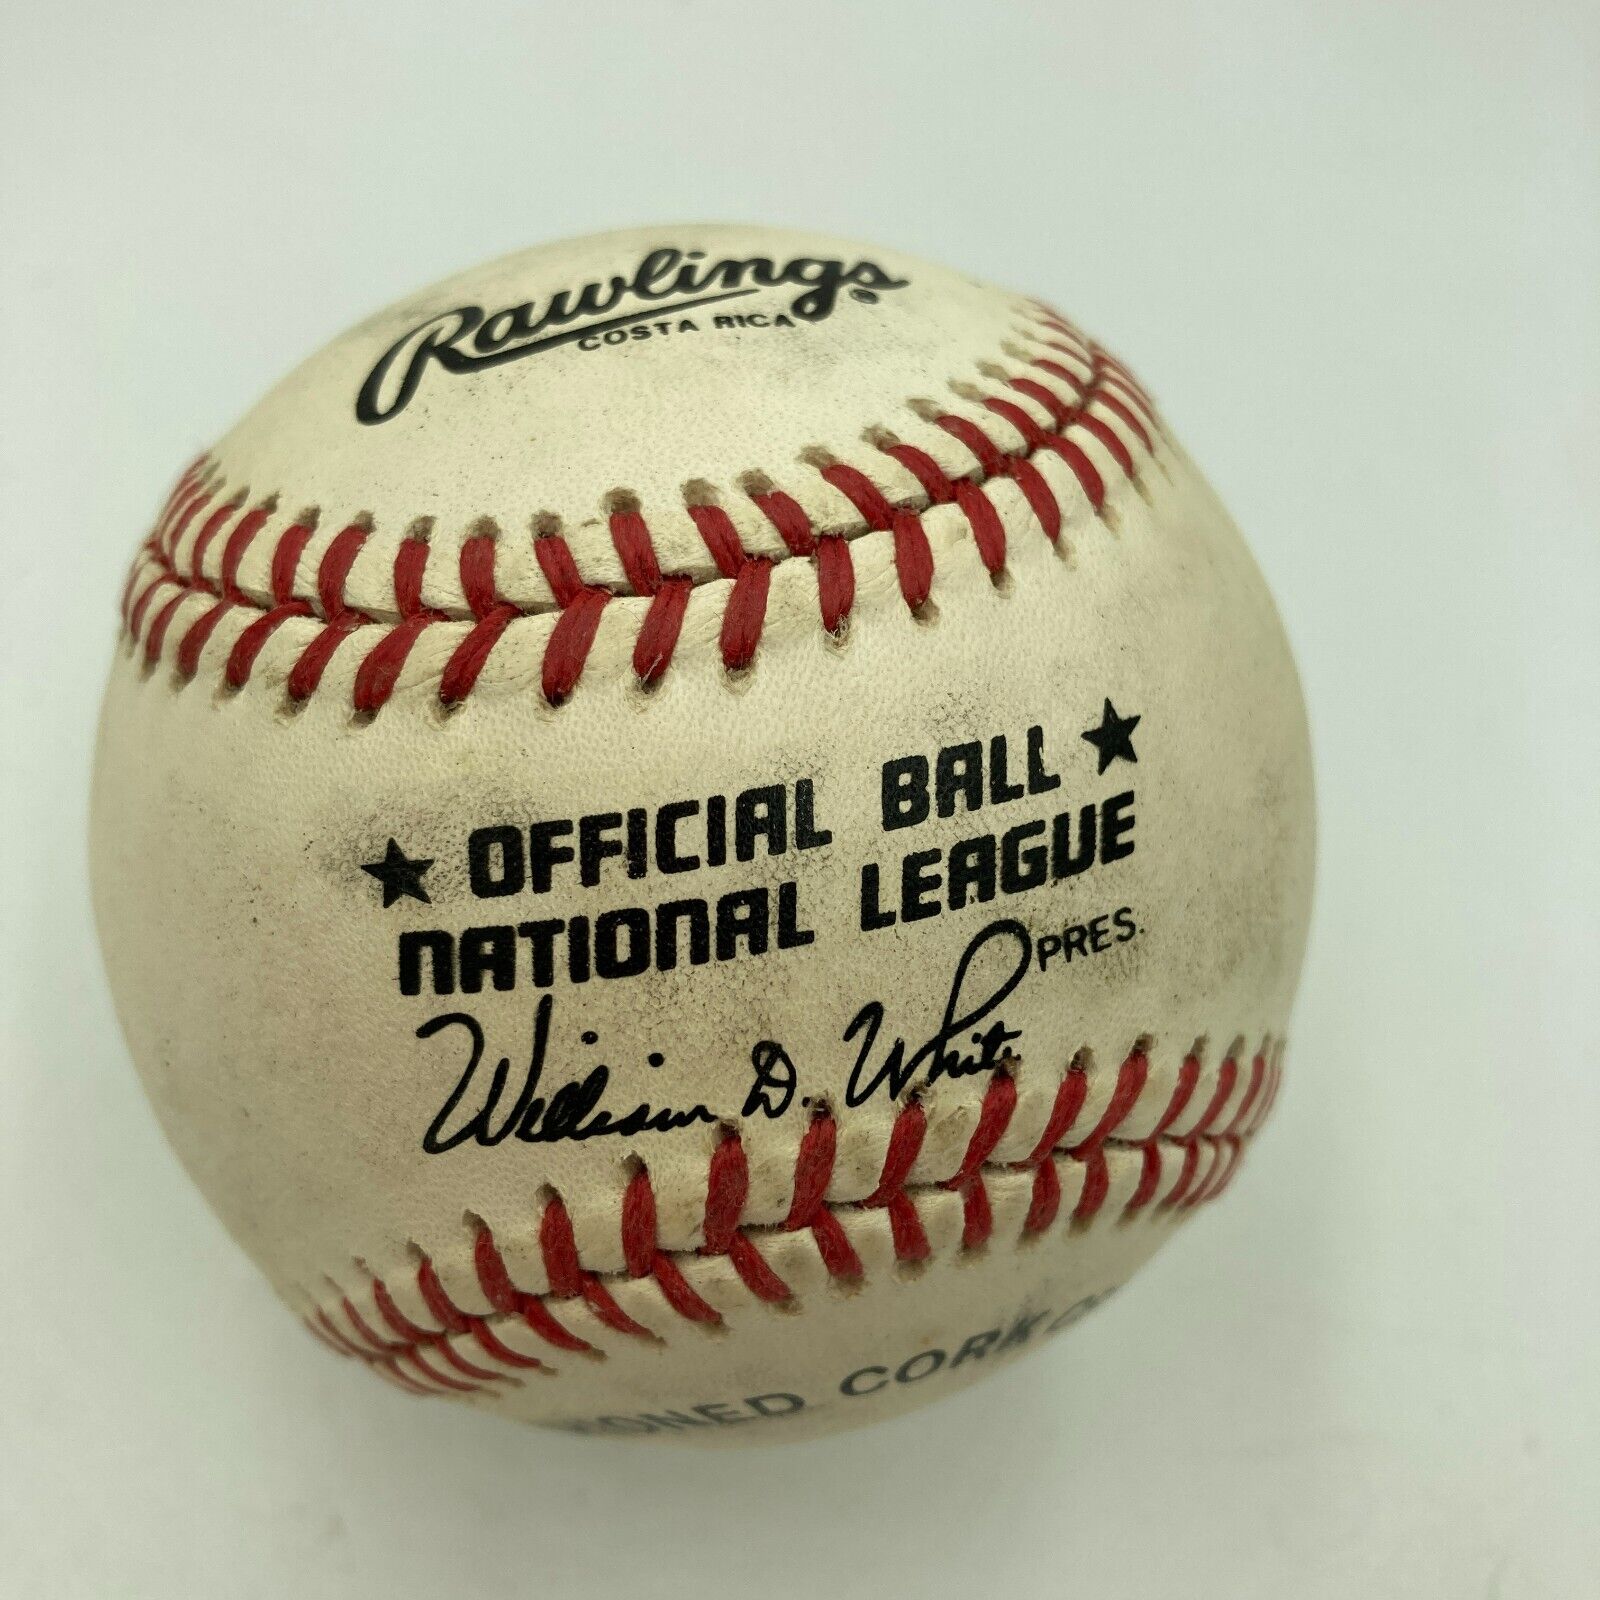 Rawlings
COSTA RICA
★ OFFICIAL BALL ★
NATIONAL LEAGUE
PRES.
William D. White
CORK